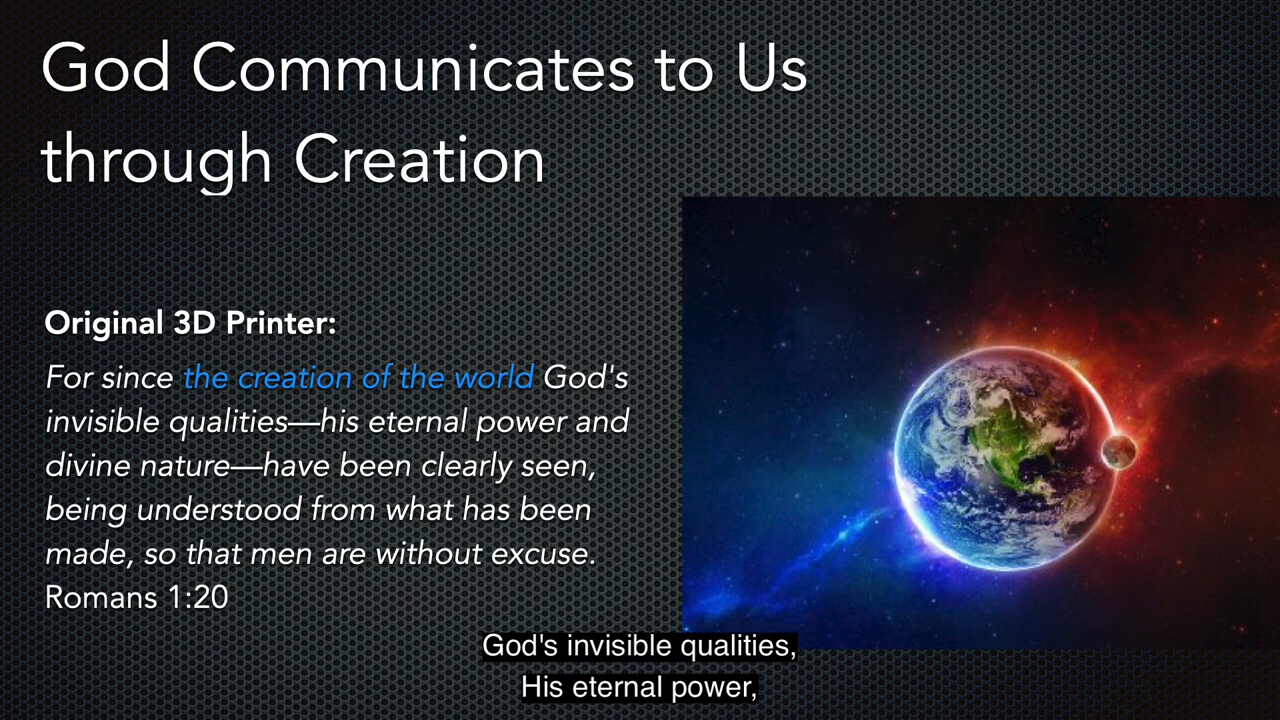 God Communicates to Us
through Creation
Original 3D Printer:
For since the creation of the world God's
invisible qualities—his eternal power and
divine nature—have been clearly seen,
being understood from what has been
made, so that men are without excuse.
Romans 1:20
God's invisible qualities,
His eternal power,